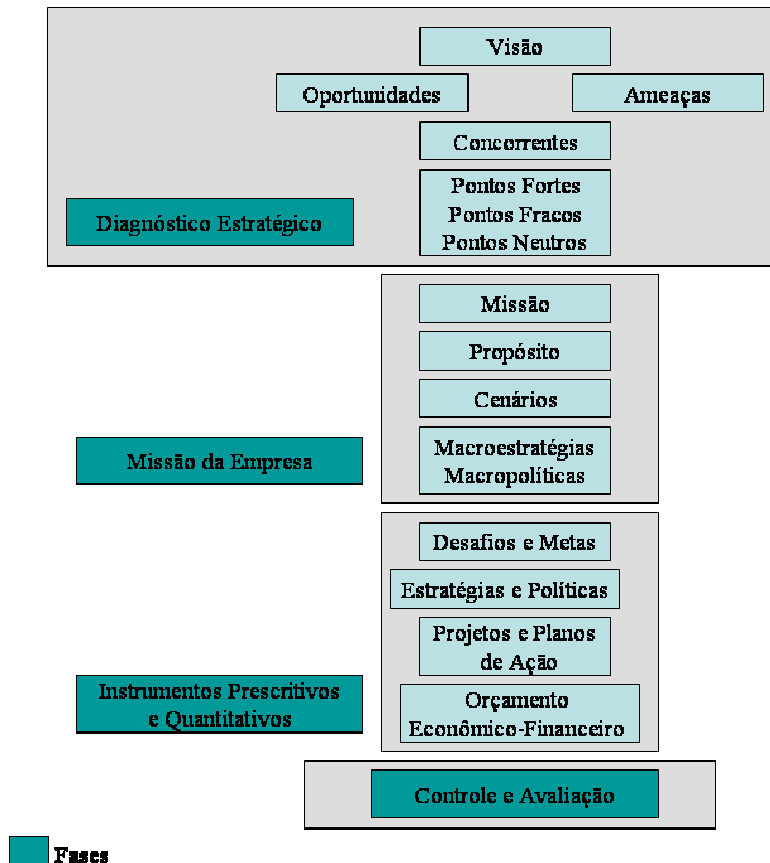 Visão
Oportunidades
Ameaças
Concorrentes
Pontos Fortes
Pontos Fracos
Pontos Neutros
Diagnóstico Estratégico
Missão
Propósito
Cenários
Macroestratégias
Macropolíticas
Missão da Empresa
Desafios e Metas
Estratégias e Políticas
Projetos e Planos
de Ação
Instrumentos Prescritivos
e Quantitativos
Orçamento
Econômico-Financeiro
Controle e Avaliação
Fases